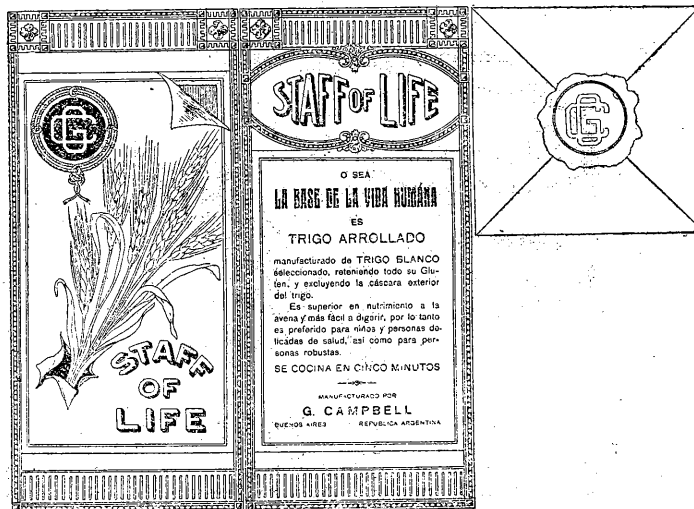 STAFF
OF
LIFE
STAFF OF LIFE
O SEA
LA BASE DE LA VIDA HUMÁNA
ES
TRIGO ARROLLADO
manufacturado de TRIGO BLANCO
seleccionado, reteniendo todo su Glu-
ten, y excluyendo la cáscara exterior
del trigo.
Es superior en nutrimiento a la
avena y más fácil a digerir, por lo tanto
es preferido para niños y personas de-
licadas de salud, así como para per-
sonas robustas.
SE COCINA EN CINCO MINUTOS
MANUFACTURADO POR
G. CAMPBELL
BUENOS AIRES REPUBLICA ARGENTINA